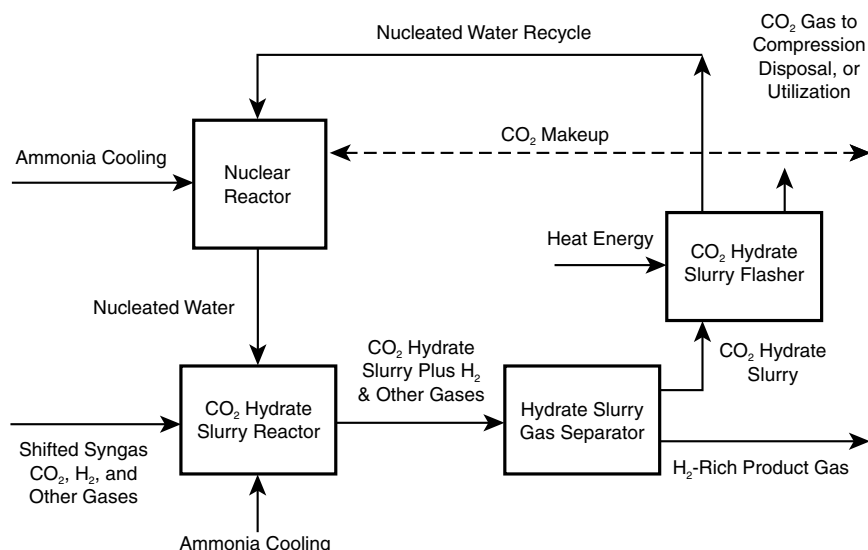 Nucleated Water Recycle
CO₂ Gas to
Compression
Disposal, or
Utilization
CO₂ Makeup
Ammonia Cooling
Nuclear
Reactor
Heat Energy
CO₂ Hydrate
Slurry Flasher
Nucleated Water
CO₂ Hydrate
Slurry Plus H₂
& Other Gases
CO₂ Hydrate
Slurry
CO₂ Hydrate
Slurry Reactor
Hydrate Slurry
Gas Separator
Shifted Syngas
CO₂, H₂, and
Other Gases
H₂-Rich Product Gas
Ammonia Cooling